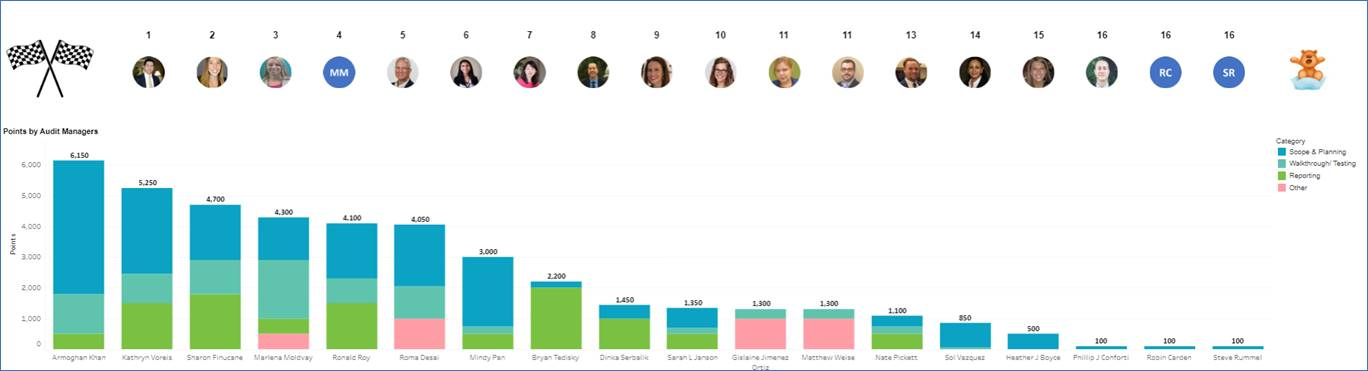 1 2 3 4 5 6 7 8 9 10 11 11 13 14 15 16 16 16
MM RC SR
Points by Audit Managers
Category
Scope & Planning
Walkthrough/ Testing
Reporting
Other
Points
6,000
5,000
4,000
3,000
2,000
1,000
0
6,150 5,250 4,700 4,300 4,100 4,050 3,000 2,200 1,450 1,350 1,300 1,300 1,100 850 500 100 100 100
Armoghan Khan Kathryn Voreis Sharon Finucane Marlena Moldvay Ronald Roy Roma Desai Mindy Pan Bryan Tedisky Dinka Serbalik Sarah L Janson Gislaine Jimenez Matthew Weise Nate Pickett Sol Vazquez Heather J Boyce Phillip J Conforti Robin Carden Steve Rummel
Ortiz